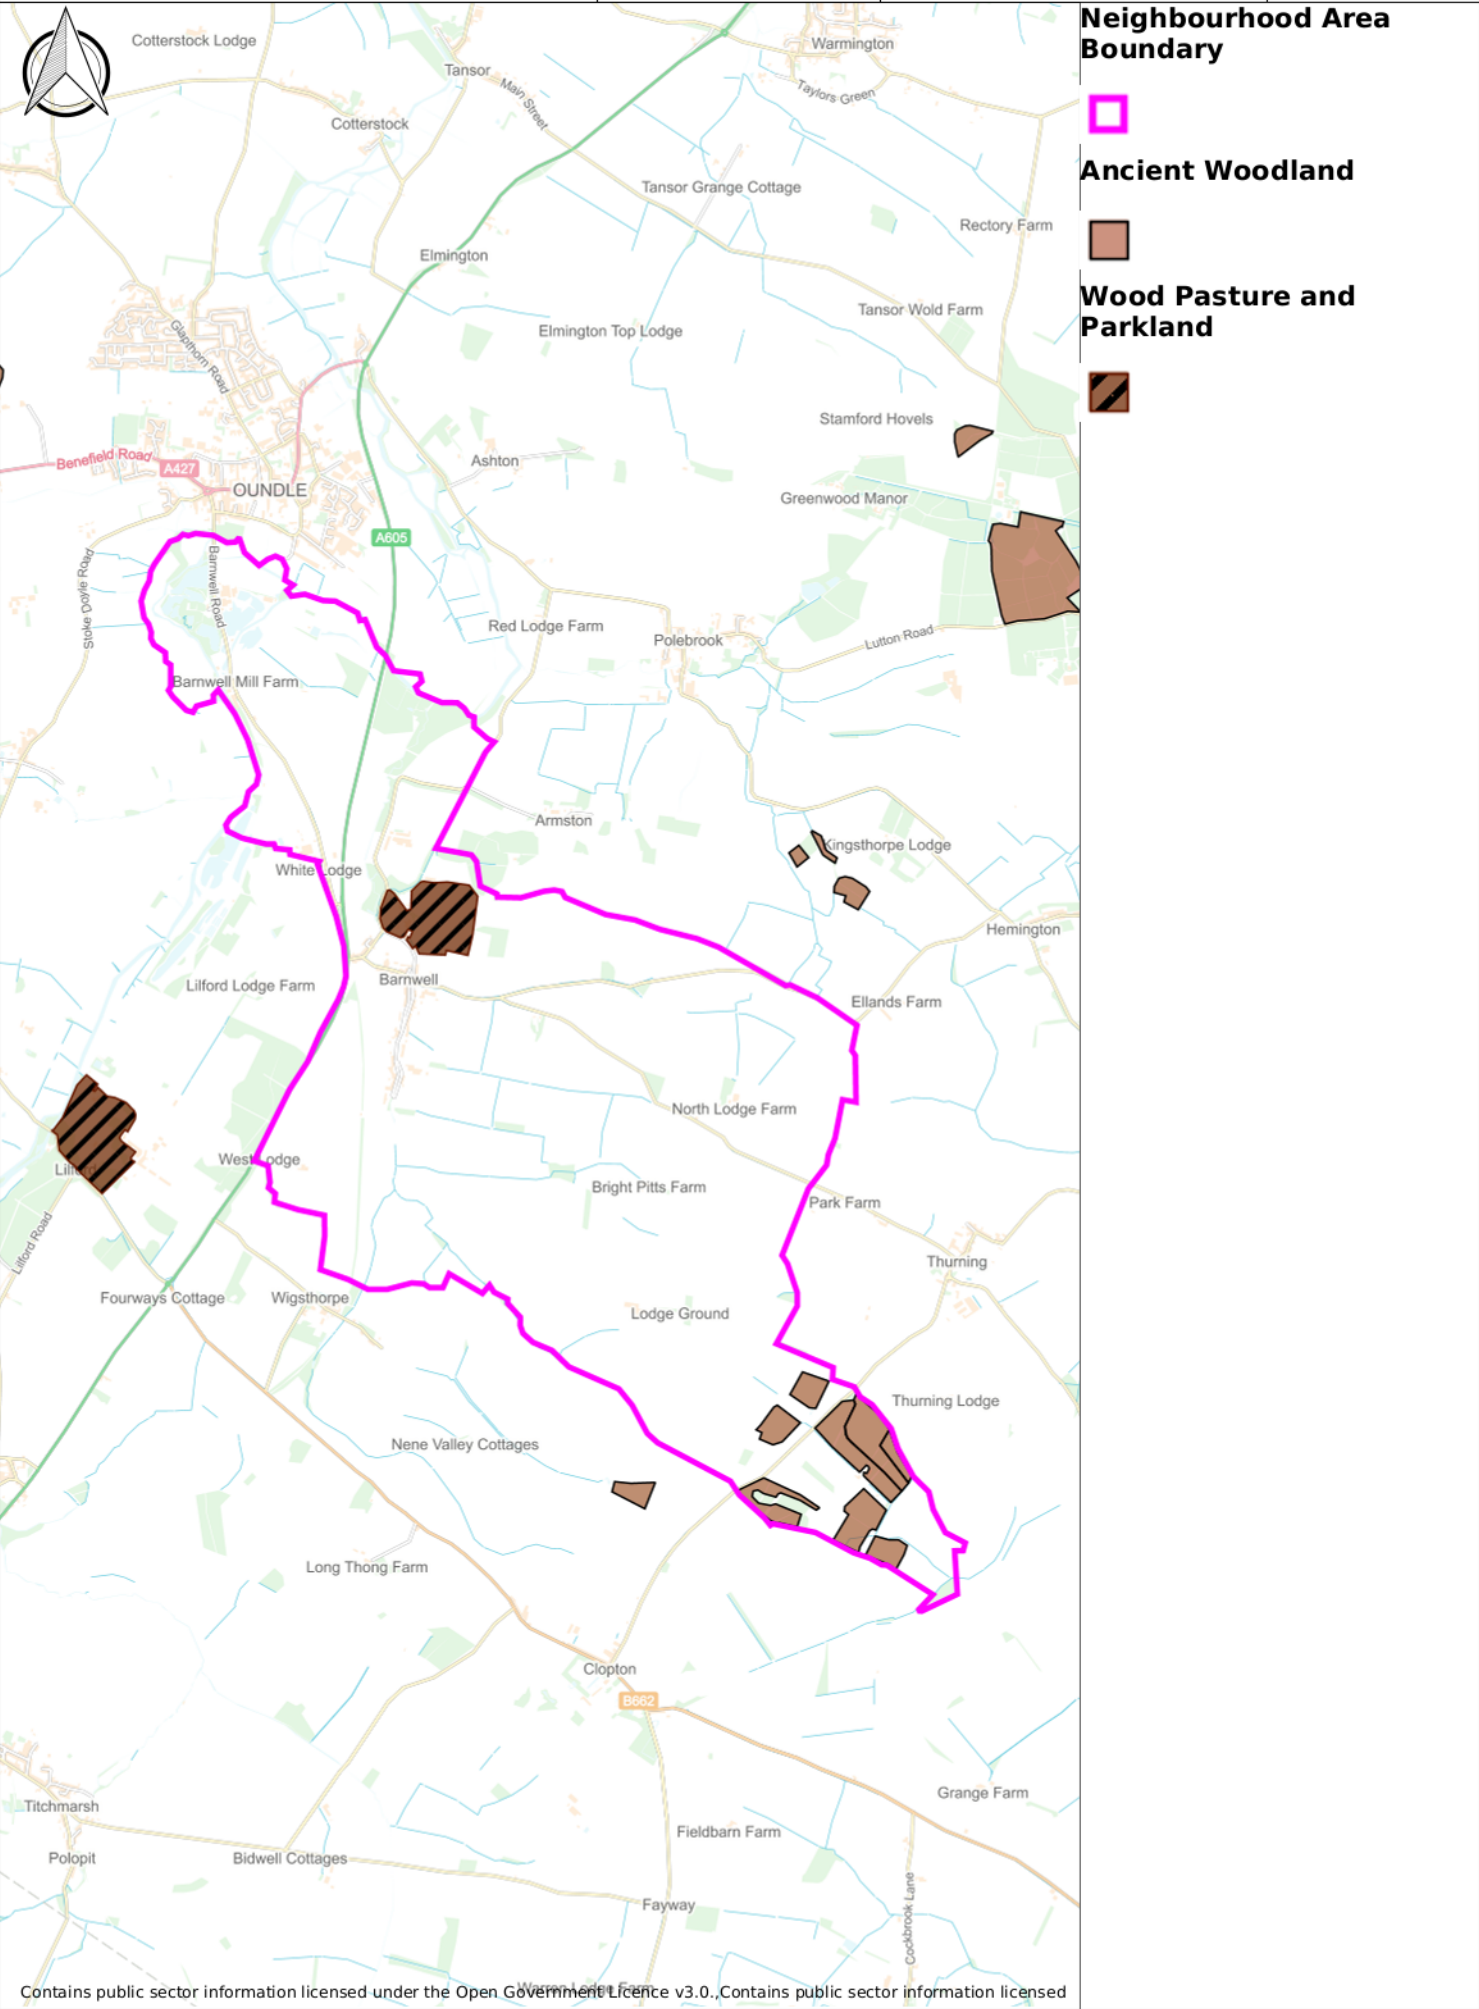 Neighbourhood Area
Boundary
Ancient Woodland
Wood Pasture and
Parkland
Cotterstock Lodge
Warmington
Tansor
Main Street
Taylors Green
Cotterstock
Tansor Grange Cottage
Rectory Farm
Elmington
Tansor Wold Farm
Elmington Top Lodge
Glapthorn Road
Stamford Hovels
Benefield Road
A427
Ashton
OUNDLE
Greenwood Manor
A605
Stoke Doyle Road
Barnwell Road
Red Lodge Farm
Polebrook
Lutton Road
Barnwell Mill Farm
Armston
Kingsthorpe Lodge
White Lodge
Hemington
Barnwell
Lilford Lodge Farm
Ellands Farm
North Lodge Farm
West Lodge
Lilford
Bright Pitts Farm
Park Farm
Lilford Road
Thurning
Fourways Cottage
Wigsthorpe
Lodge Ground
Thurning Lodge
Nene Valley Cottages
Long Thong Farm
Clopton
B662
Grange Farm
Titchmarsh
Fieldbarn Farm
Polopit
Bidwell Cottages
Fayway
Cockbrook Lane
Warren Lodge Farm
Contains public sector information licensed under the Open Government Licence v3.0.,Contains public sector information licensed